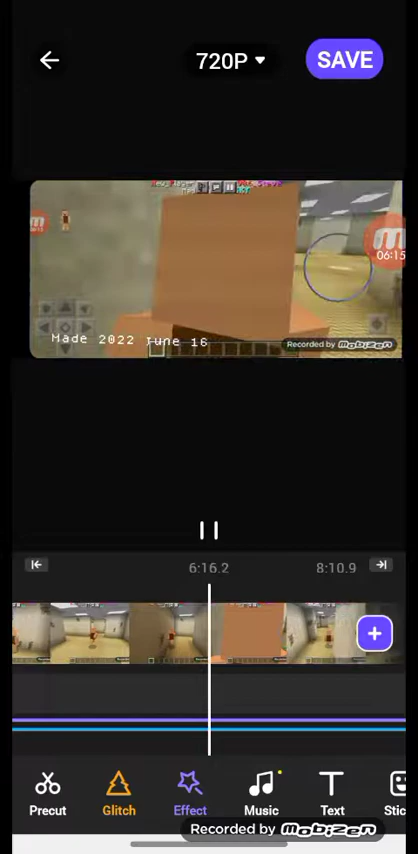 720P SAVE
06:15
Made 2022 June 16
Recorded by mobizen
6:16.2 8:10.9
Precut Glitch Effect Music Text Stic
Recorded by mobizen